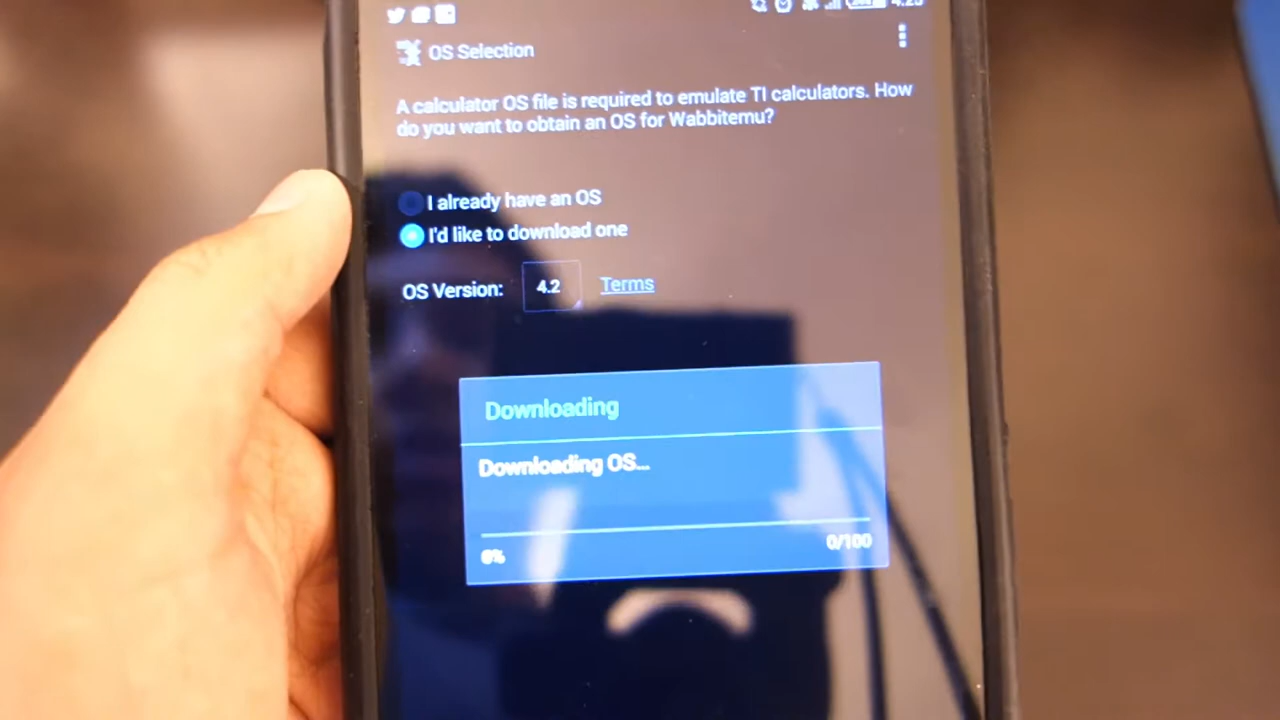 OS Selection
A calculator OS file is required to emulate TI calculators. How
do you want to obtain an OS for Wabbitemu?
I already have an OS
I'd like to download one
OS Version: 4.2 Terms
Downloading
Downloading OS...
0% 0/100